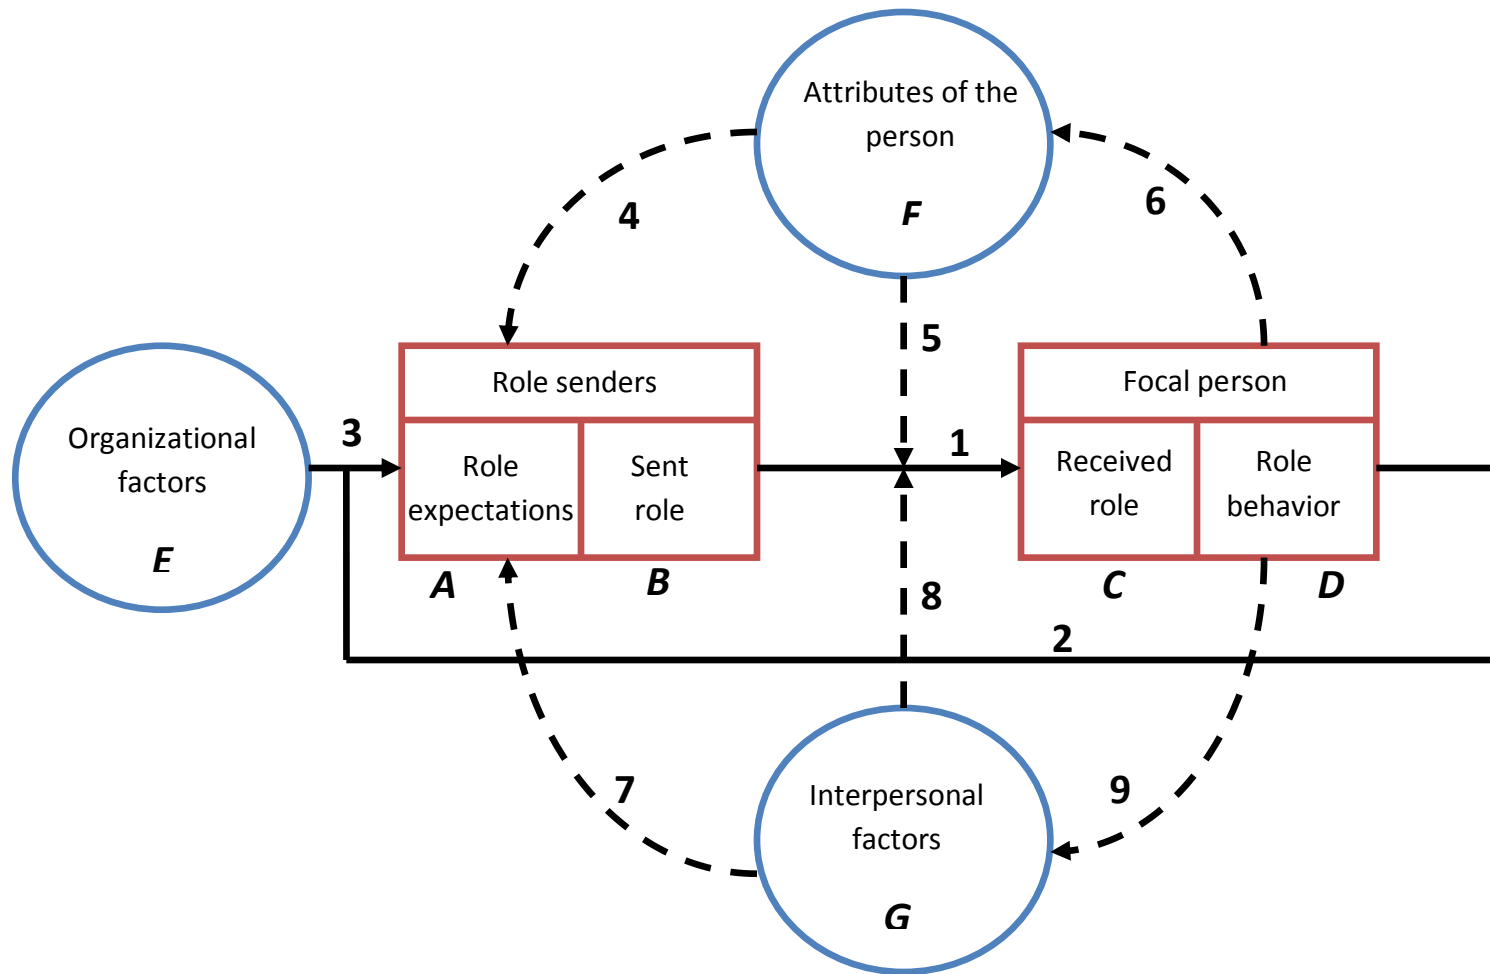 Attributes of the
person
F
4
6
5
Role senders
Focal person
Organizational
factors
E
3
Role
expectations
Sent
role
1
Received
role
Role
behavior
A
B
8
C
D
2
7
9
Interpersonal
factors
G